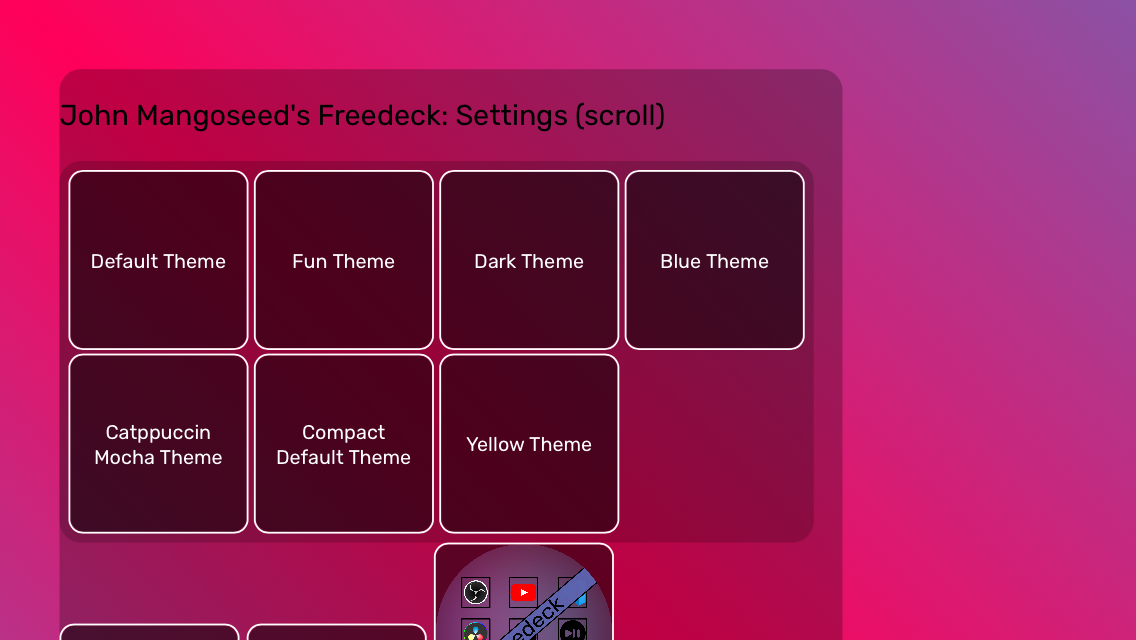 John Mangoseed's Freedeck: Settings (scroll)
Default Theme
Fun Theme
Dark Theme
Blue Theme
Catppuccin
Mocha Theme
Compact
Default Theme
Yellow Theme
edeck